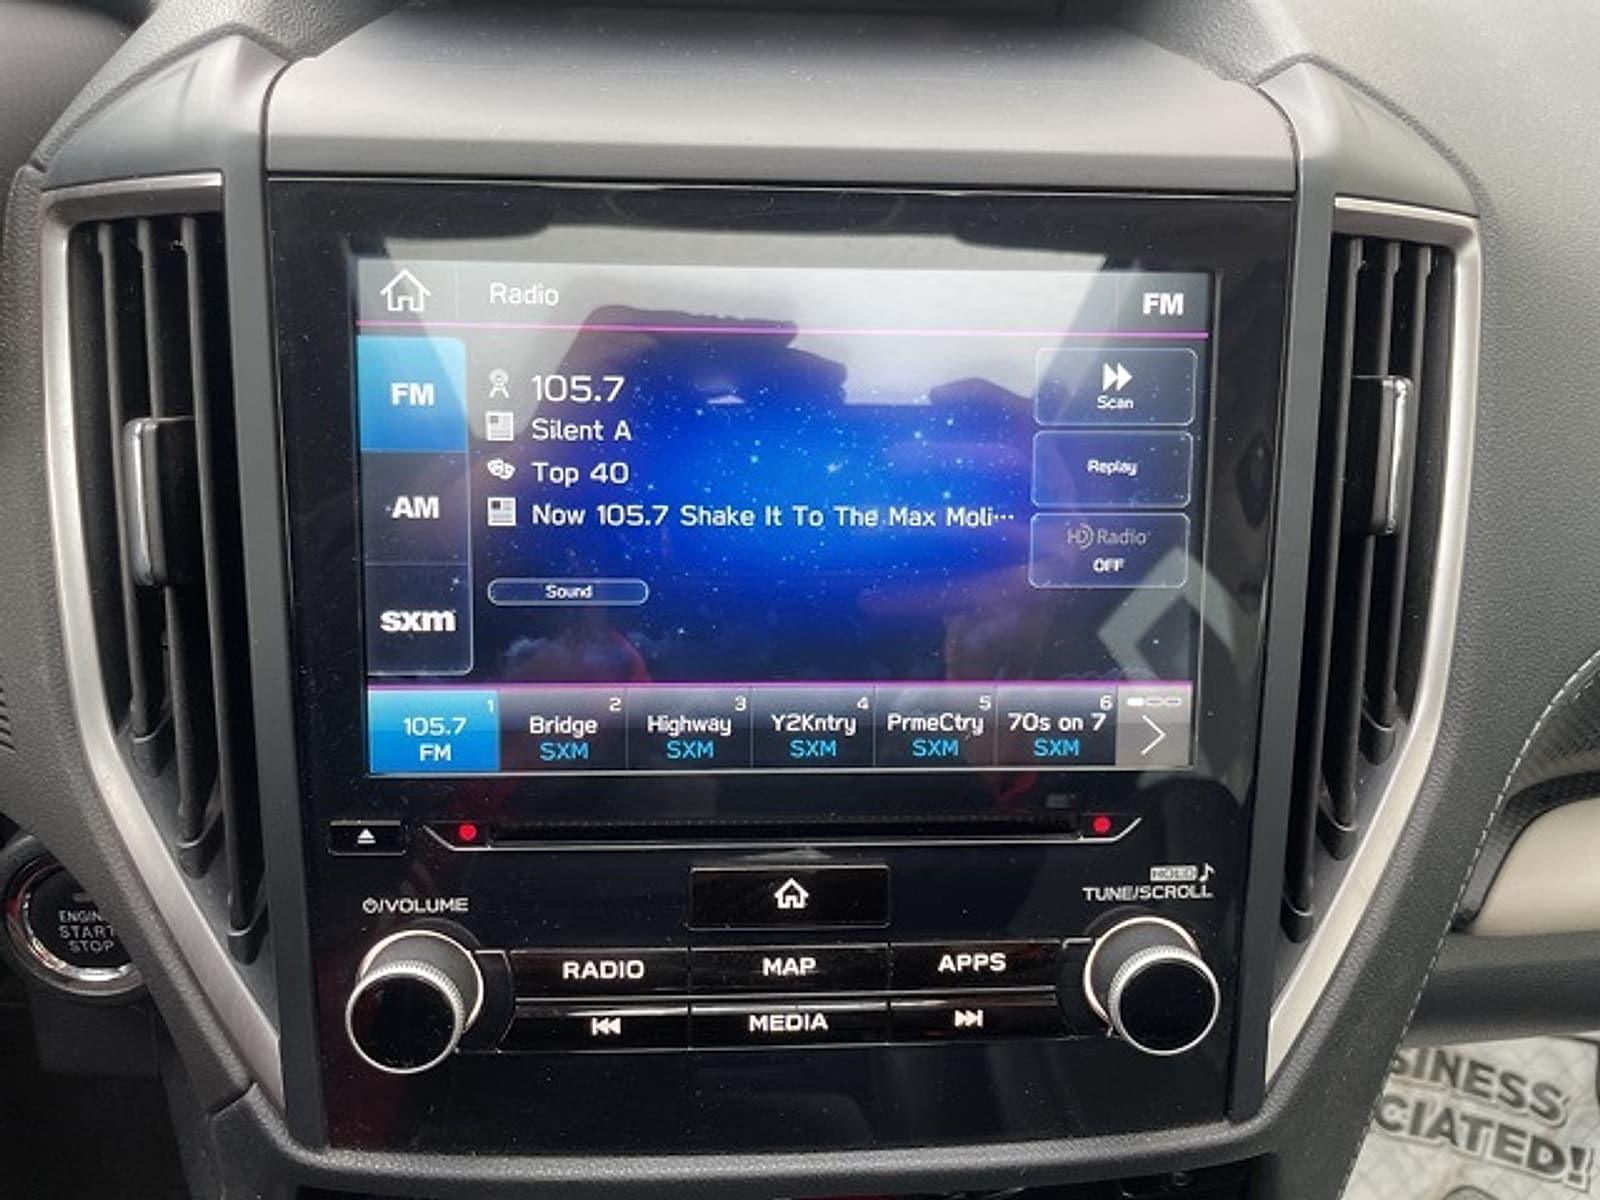 Radio
FM
FM
AM
sxm
105.7
Silent A
Top 40
Now 105.7 Shake It To The Max Moli…
Sound
Scan
Replay
HD Radio
OFF
1
105.7
FM
2
Bridge
SXM
3
Highway
SXM
4
Y2Kntry
SXM
5
PrmeCtry
SXM
6
70s on 7
SXM
/VOLUME
HOLD
TUNE/SCROLL
ENGINE
START
STOP
RADIO
MAP
APPS
MEDIA
SINESS
CIATED!